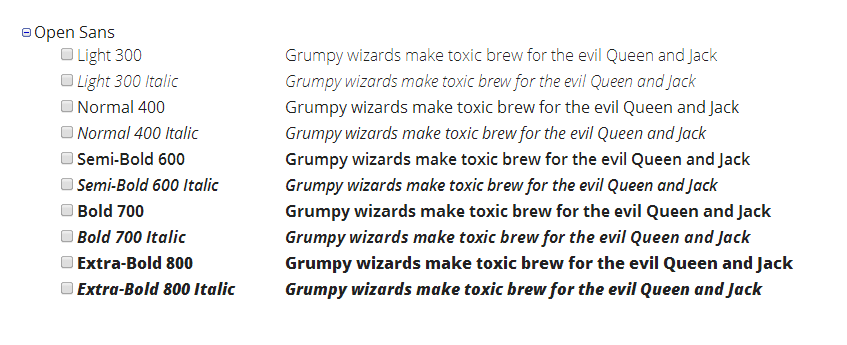 Open Sans
Light 300 Grumpy wizards make toxic brew for the evil Queen and Jack
Light 300 Italic Grumpy wizards make toxic brew for the evil Queen and Jack
Normal 400 Grumpy wizards make toxic brew for the evil Queen and Jack
Normal 400 Italic Grumpy wizards make toxic brew for the evil Queen and Jack
Semi-Bold 600 Grumpy wizards make toxic brew for the evil Queen and Jack
Semi-Bold 600 Italic Grumpy wizards make toxic brew for the evil Queen and Jack
Bold 700 Grumpy wizards make toxic brew for the evil Queen and Jack
Bold 700 Italic Grumpy wizards make toxic brew for the evil Queen and Jack
Extra-Bold 800 Grumpy wizards make toxic brew for the evil Queen and Jack
Extra-Bold 800 Italic Grumpy wizards make toxic brew for the evil Queen and Jack